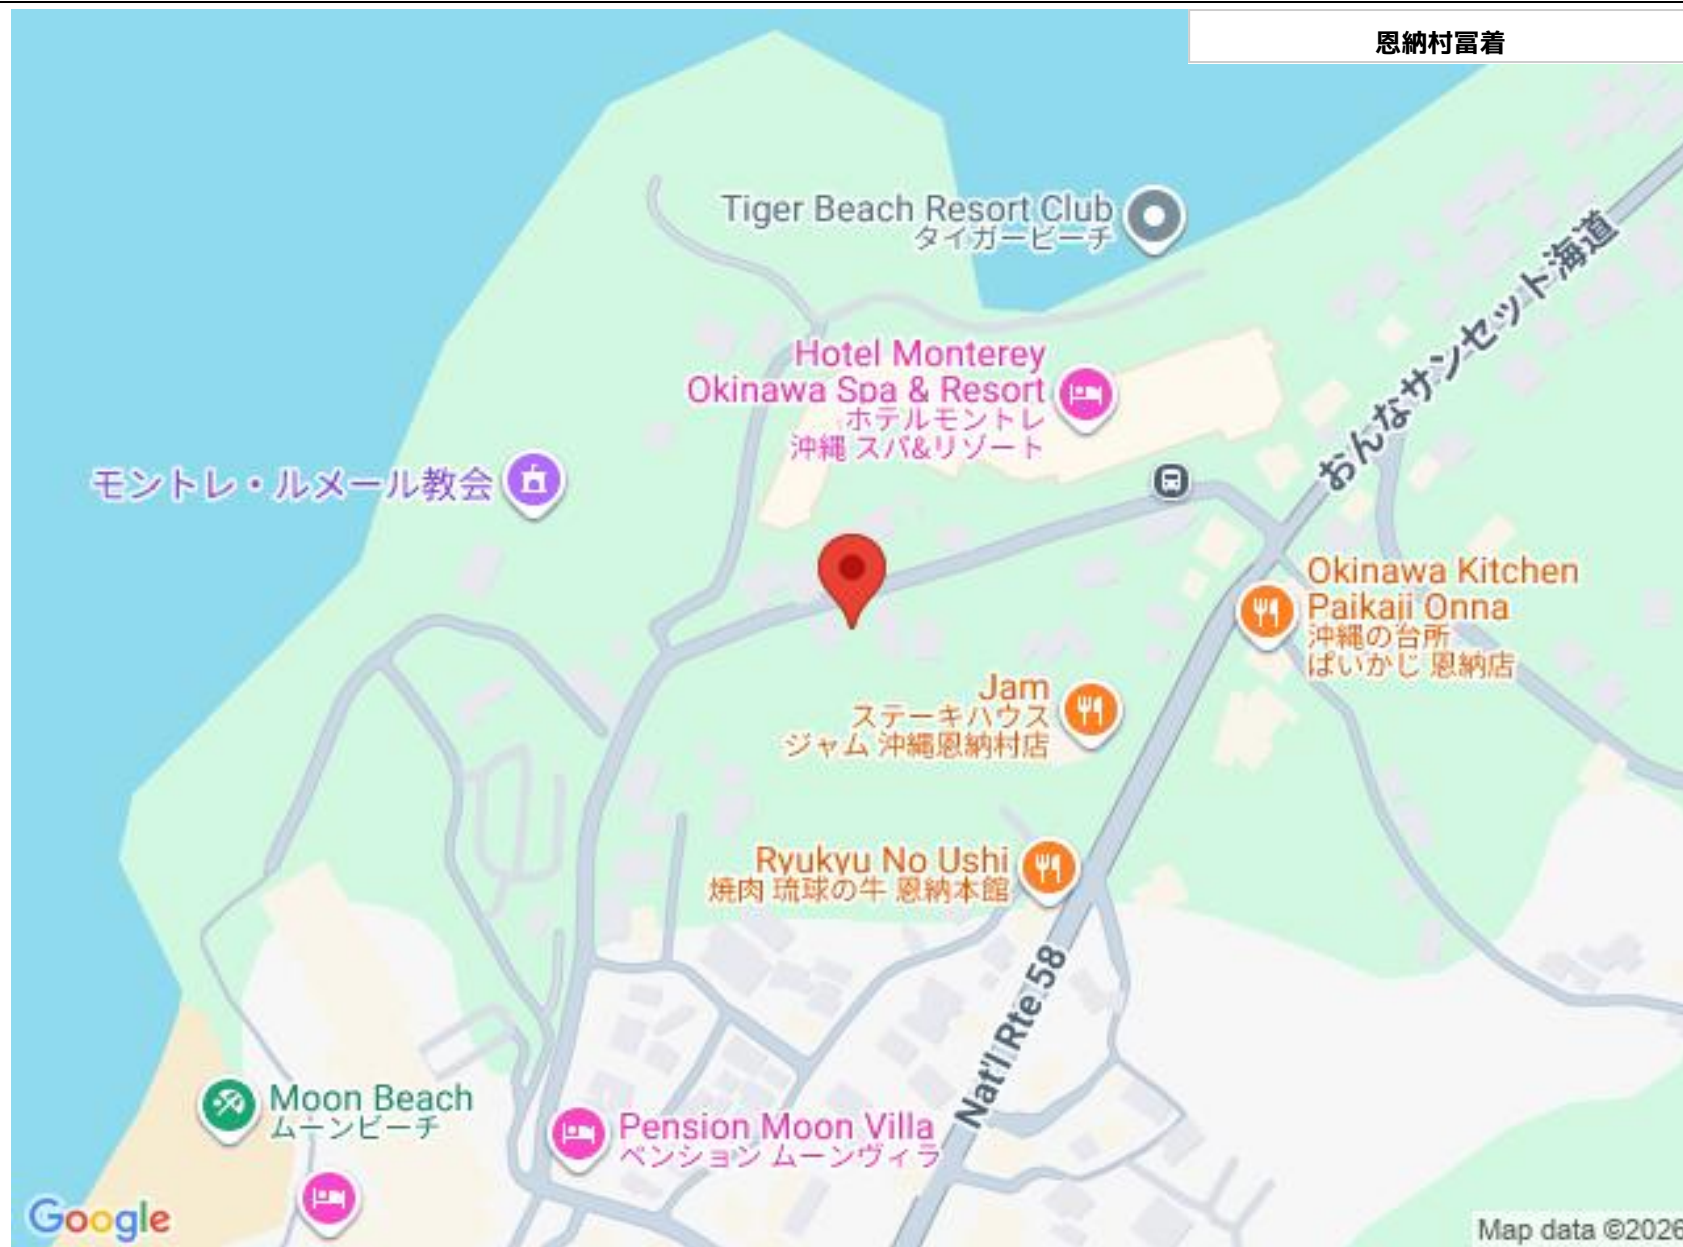 恩納村冨着
Tiger Beach Resort Club
タイガービーチ
おんなサンセット海道
Hotel Monterey
Okinawa Spa & Resort
ホテルモントレ
沖縄 スパ&リゾート
モントレ・ルメール教会
Okinawa Kitchen
Paikaji Onna
沖縄の台所
ぱいかじ 恩納店
Jam
ステーキハウス
ジャム 沖縄恩納村店
Ryukyu No Ushi
焼肉 琉球の牛 恩納本館
Nat'l Rte 58
Moon Beach
ムーンビーチ
Pension Moon Villa
ペンション ムーンヴィラ
Google
Map data ©2026